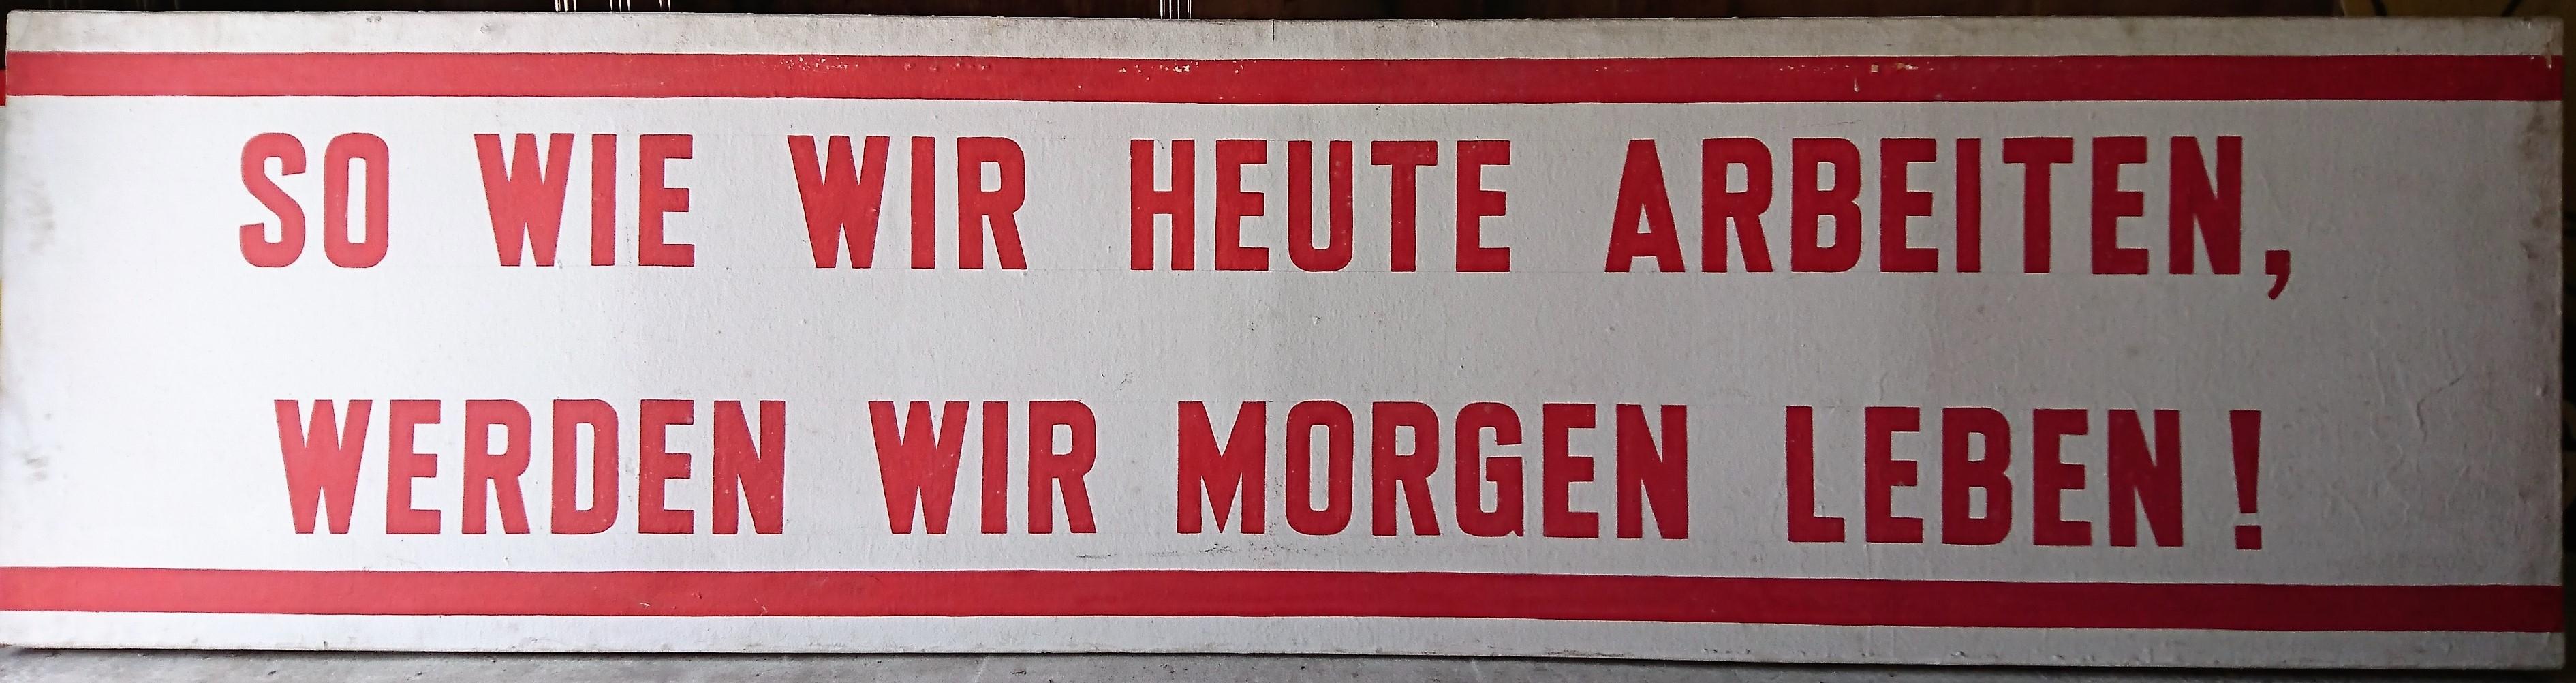 SO WIE WIR HEUTE ARBEITEN,
WERDEN WIR MORGEN LEBEN!